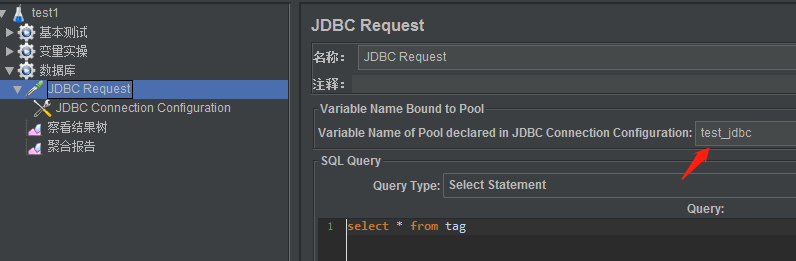 test1
基本测试
变量实操
数据库
JDBC Request
JDBC Connection Configuration
察看结果树
聚合报告
JDBC Request
名称： JDBC Request
注释：
Variable Name Bound to Pool
Variable Name of Pool declared in JDBC Connection Configuration: test_jdbc
SQL Query
Query Type: Select Statement
Query:
1 select * from tag